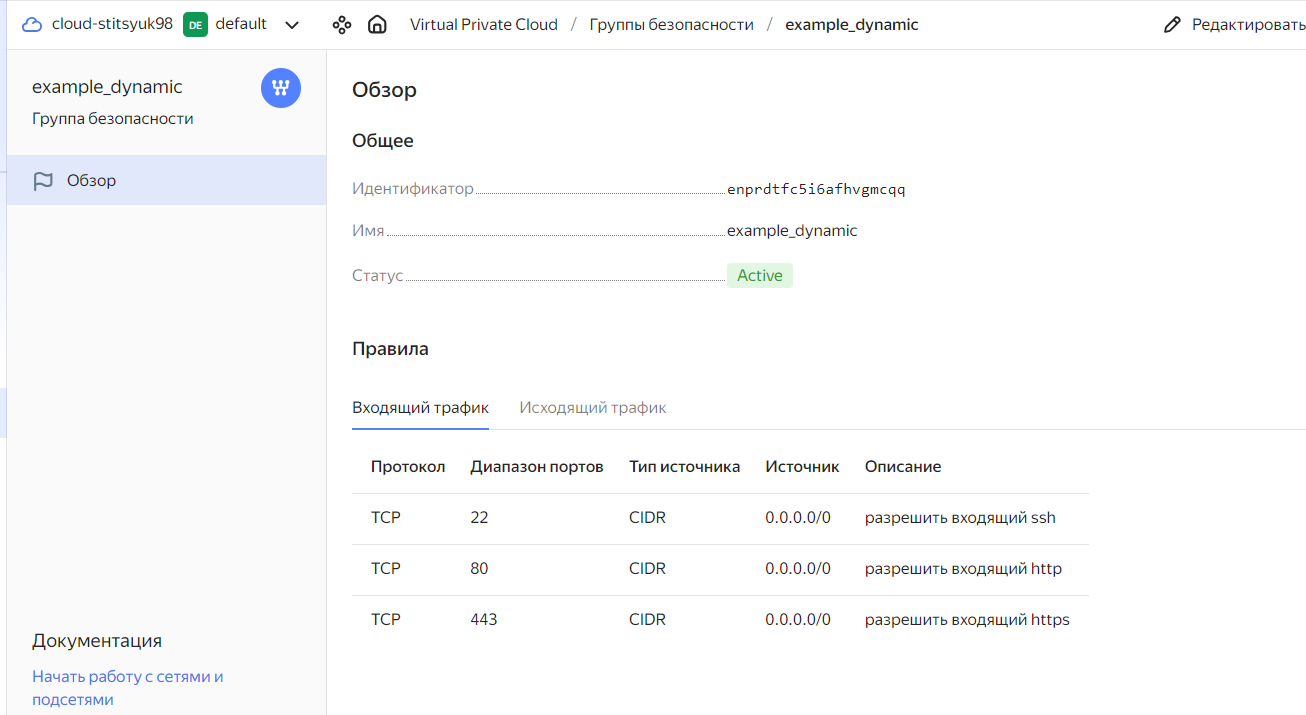 cloud-stitsyuk98 DE default Virtual Private Cloud / Группы безопасности / example_dynamic Редактировать
example_dynamic
Группа безопасности
Обзор
Обзор
Общее
Идентификатор enprdtfc5i6afhvgmcqq
Имя example_dynamic
Статус Active
Правила
Входящий трафик Исходящий трафик
Протокол Диапазон портов Тип источника Источник Описание
TCP 22 CIDR 0.0.0.0/0 разрешить входящий ssh
TCP 80 CIDR 0.0.0.0/0 разрешить входящий http
TCP 443 CIDR 0.0.0.0/0 разрешить входящий https
Документация
Начать работу с сетями и
подсетями